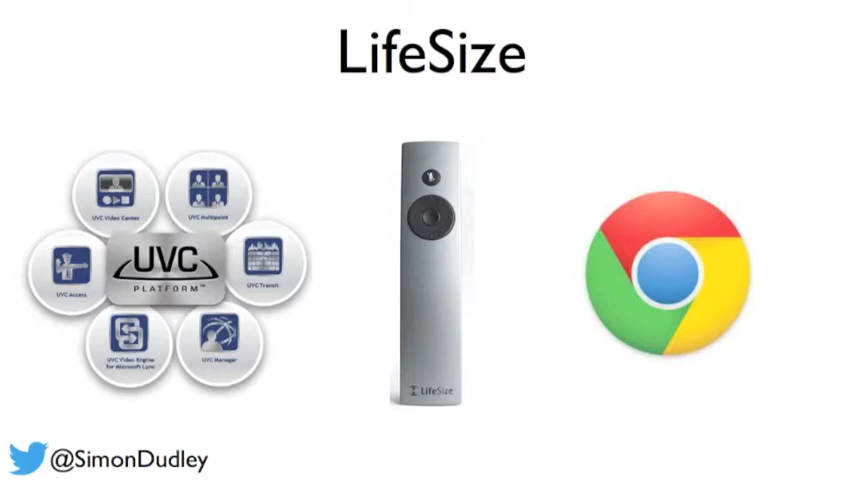 LifeSize
UVC Video Center
UVC Multipoint
UVC Access
UVC
PLATFORM™
UVC Transit
UVC Video Engine
for Microsoft Lync
UVC Manager
LifeSize
@SimonDudley